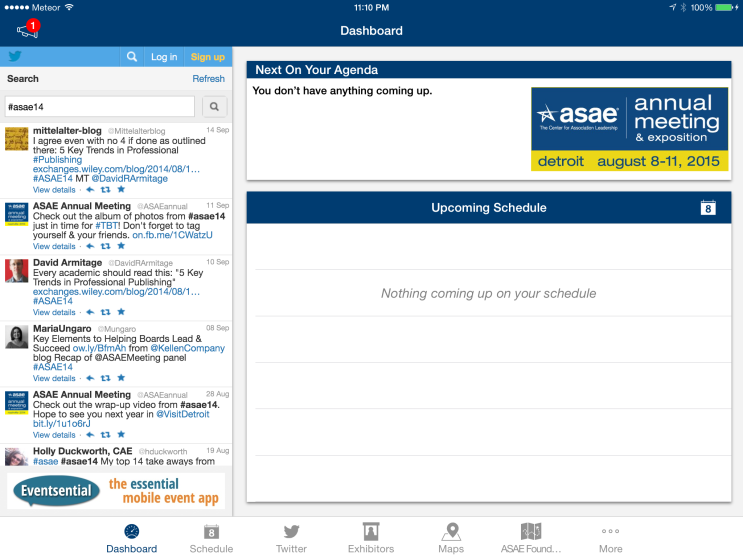 Meteor
11:10 PM
100%
1
Dashboard
Log in
Sign up
Search
Refresh
#asae14
mittelalter-blog @Mittelalterblog 14 Sep
I agree even with no 4 if done as outlined
there: 5 Key Trends in Professional
#Publishing
exchanges.wiley.com/blog/2014/08/1…
#ASAE14 MT @DavidRArmitage
View details ·
ASAE Annual Meeting @ASAEannual 11 Sep
Check out the album of photos from #asae14
just in time for #TBT! Don't forget to tag
yourself & your friends. on.fb.me/1CWatzU
View details ·
David Armitage @DavidRArmitage 10 Sep
Every academic should read this: "5 Key
Trends in Professional Publishing"
exchanges.wiley.com/blog/2014/08/1…
#ASAE14
View details ·
MariaUngaro @Mungaro 08 Sep
Key Elements to Helping Boards Lead &
Succeed ow.ly/BfmAh from @KellenCompany
blog Recap of @ASAEMeeting panel
#ASAE14
View details ·
ASAE Annual Meeting @ASAEannual 28 Aug
Check out the wrap-up video from #asae14.
Hope to see you next year in @VisitDetroit
bit.ly/1u1o6rJ
View details ·
Holly Duckworth, CAE @hduckworth 19 Aug
#asae #asae14 My top 14 take aways from
Eventsential
the essential
mobile event app
Next On Your Agenda
You don't have anything coming up.
asae
The Center for Association Leadership
annual
meeting
& exposition
detroit august 8-11, 2015
Upcoming Schedule
8
Nothing coming up on your schedule
8
Dashboard
Schedule
Twitter
Exhibitors
Maps
ASAE Found…
More